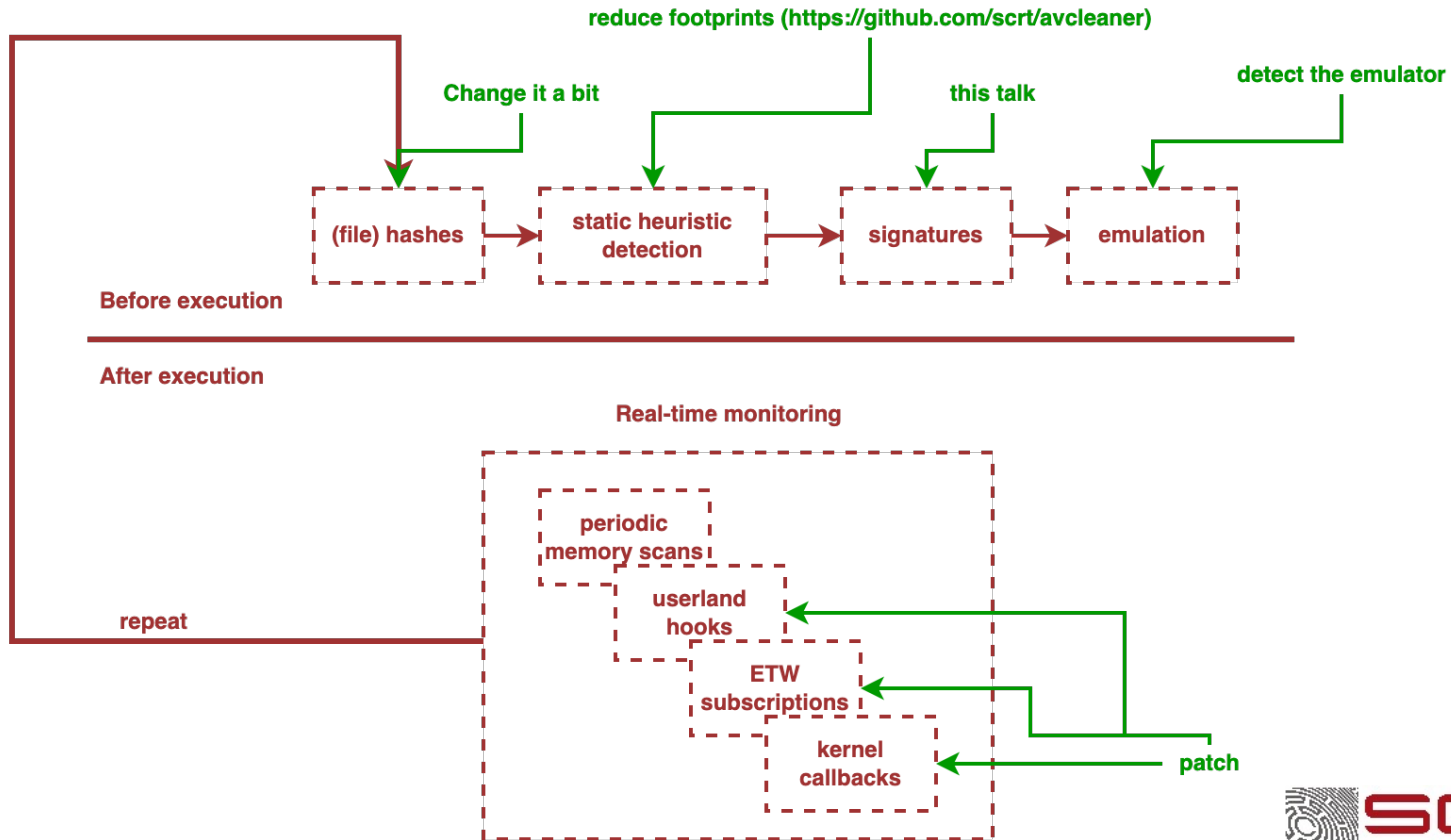 reduce footprints (https://github.com/scrt/avcleaner)
detect the emulator
Change it a bit
this talk
(file) hashes
static heuristic
detection
signatures
emulation
Before execution
After execution
Real-time monitoring
periodic
memory scans
userland
hooks
repeat
ETW
subscriptions
kernel
callbacks
patch